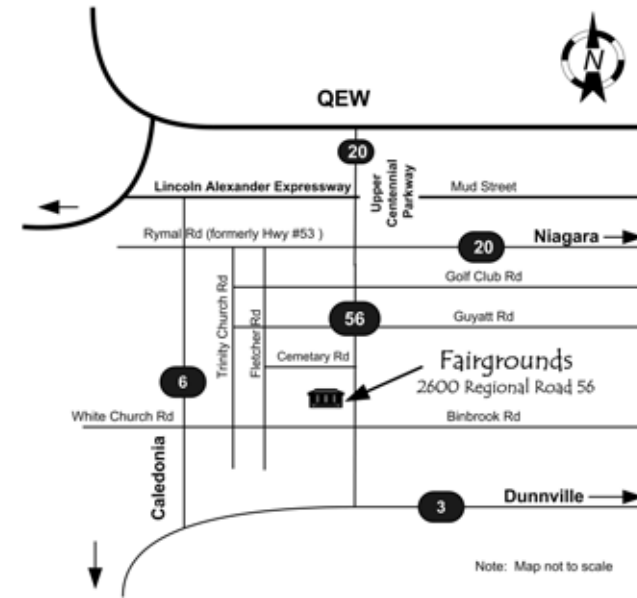 N
QEW
20
Lincoln Alexander Expressway
Mud Street
Upper
Centennial
Parkway
Rymal Rd (formerly Hwy #53 )
20
Niagara
Golf Club Rd
Trinity Church Rd
Fletcher Rd
56
Guyatt Rd
Cemetary Rd
Fairgrounds
2600 Regional Road 56
6
White Church Rd
Binbrook Rd
Caledonia
3
Dunnville
Note: Map not to scale